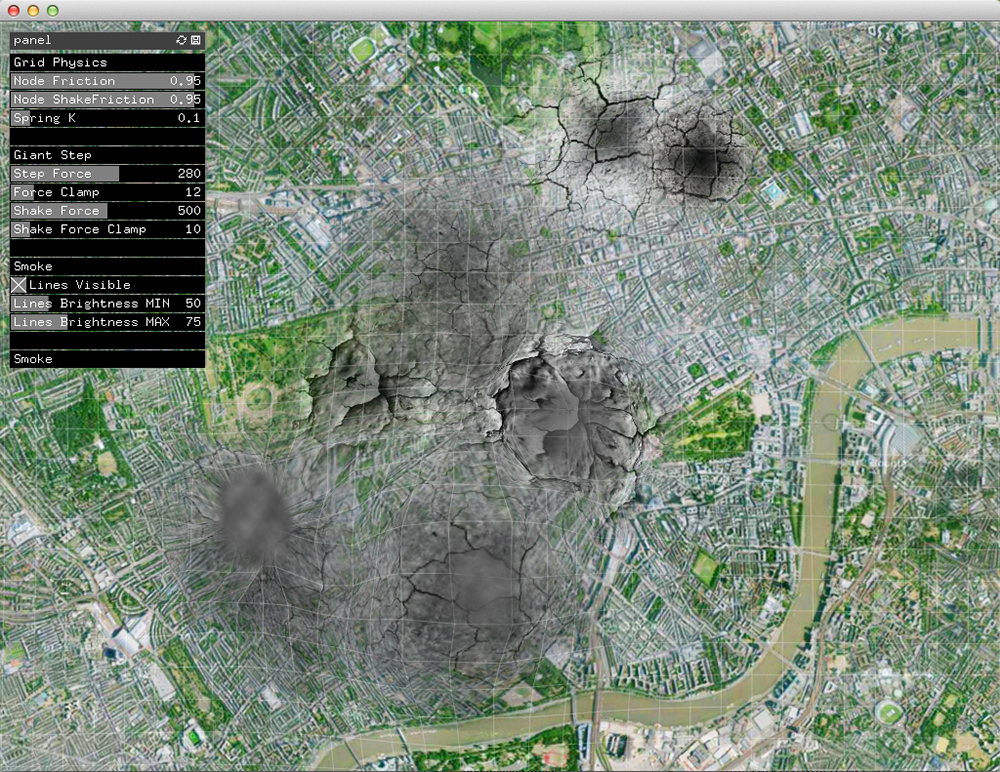 panel
Grid Physics
Node Friction 0.95
Node ShakeFriction 0.95
Spring K 0.1
Giant Step
Step Force 280
Force Clamp 12
Shake Force 500
Shake Force Clamp 10
Smoke
Lines Visible
Lines Brightness MIN 50
Lines Brightness MAX 75
Smoke